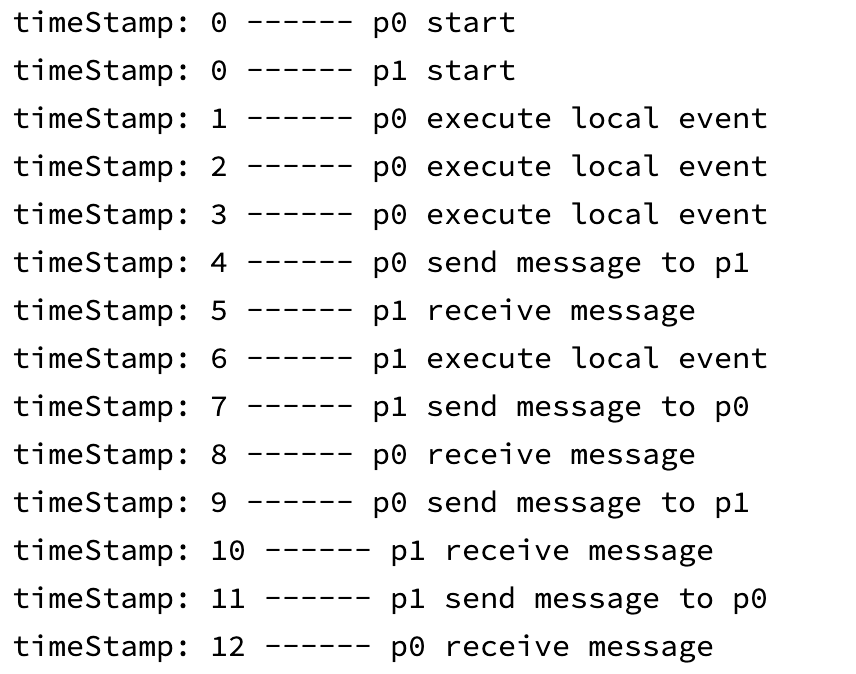 timeStamp: 0 ------ p0 start
timeStamp: 0 ------ p1 start
timeStamp: 1 ------ p0 execute local event
timeStamp: 2 ------ p0 execute local event
timeStamp: 3 ------ p0 execute local event
timeStamp: 4 ------ p0 send message to p1
timeStamp: 5 ------ p1 receive message
timeStamp: 6 ------ p1 execute local event
timeStamp: 7 ------ p1 send message to p0
timeStamp: 8 ------ p0 receive message
timeStamp: 9 ------ p0 send message to p1
timeStamp: 10 ------ p1 receive message
timeStamp: 11 ------ p1 send message to p0
timeStamp: 12 ------ p0 receive message